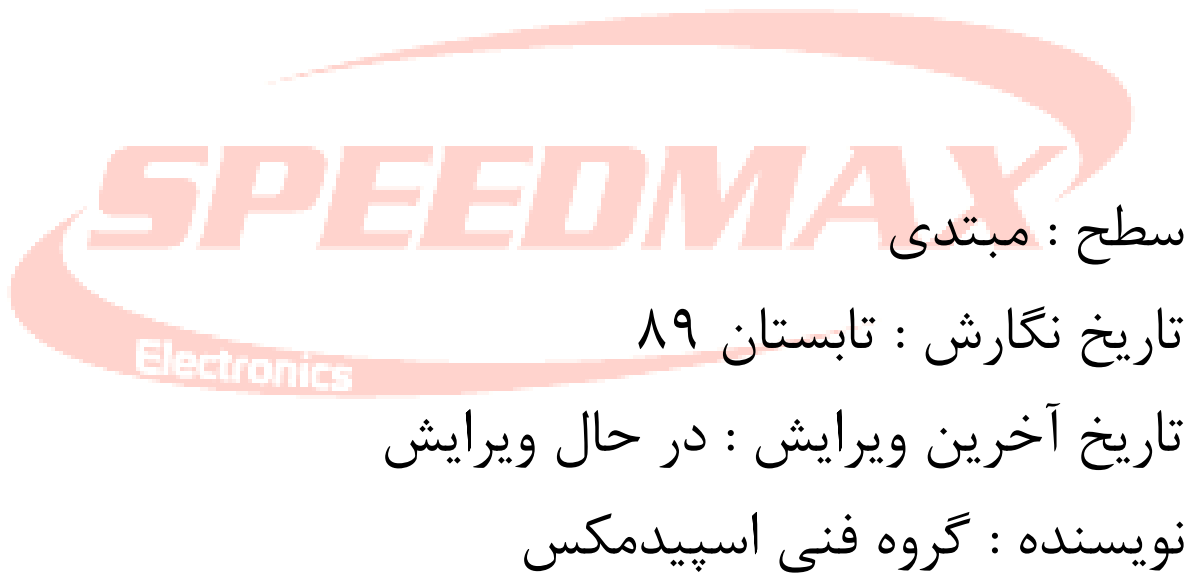 SPEEDMAX
Electronics
سطح : مبتدی
تاریخ نگارش : تابستان ۸۹
تاریخ آخرین ویرایش : در حال ویرایش
نویسنده : گروه فنی اسپیدمکس